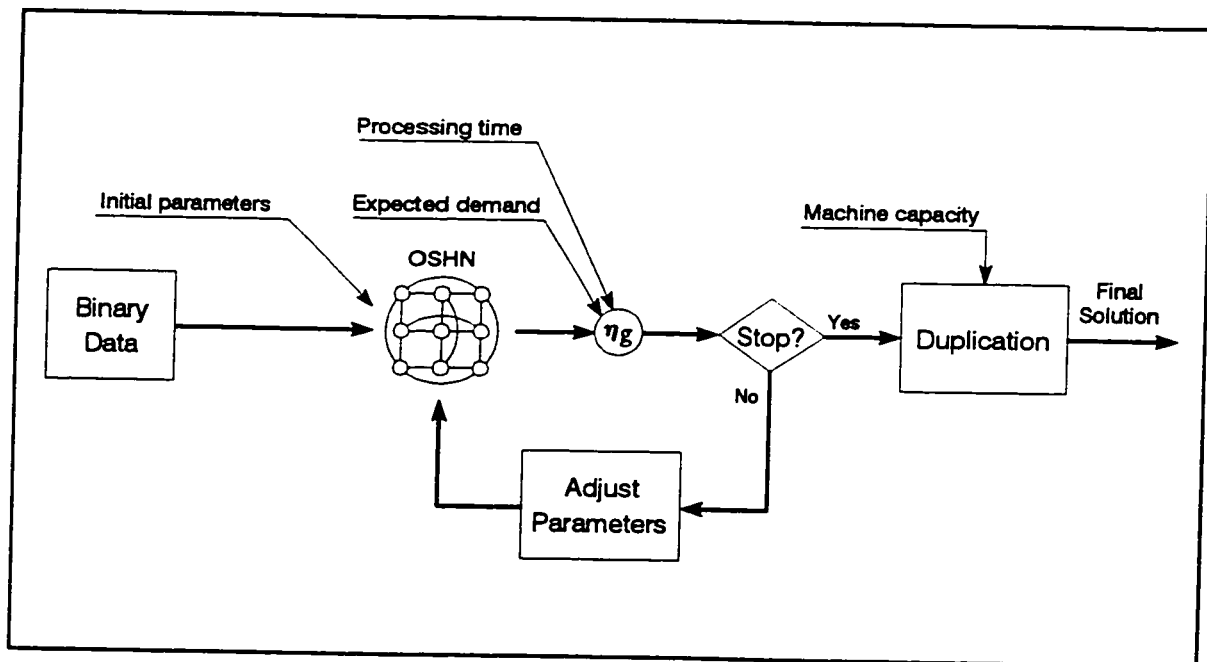 Processing time
Initial parameters
Expected demand
Machine capacity
OSHN
Binary
Data
ηg
Stop?
Yes
No
Duplication
Final
Solution
Adjust
Parameters